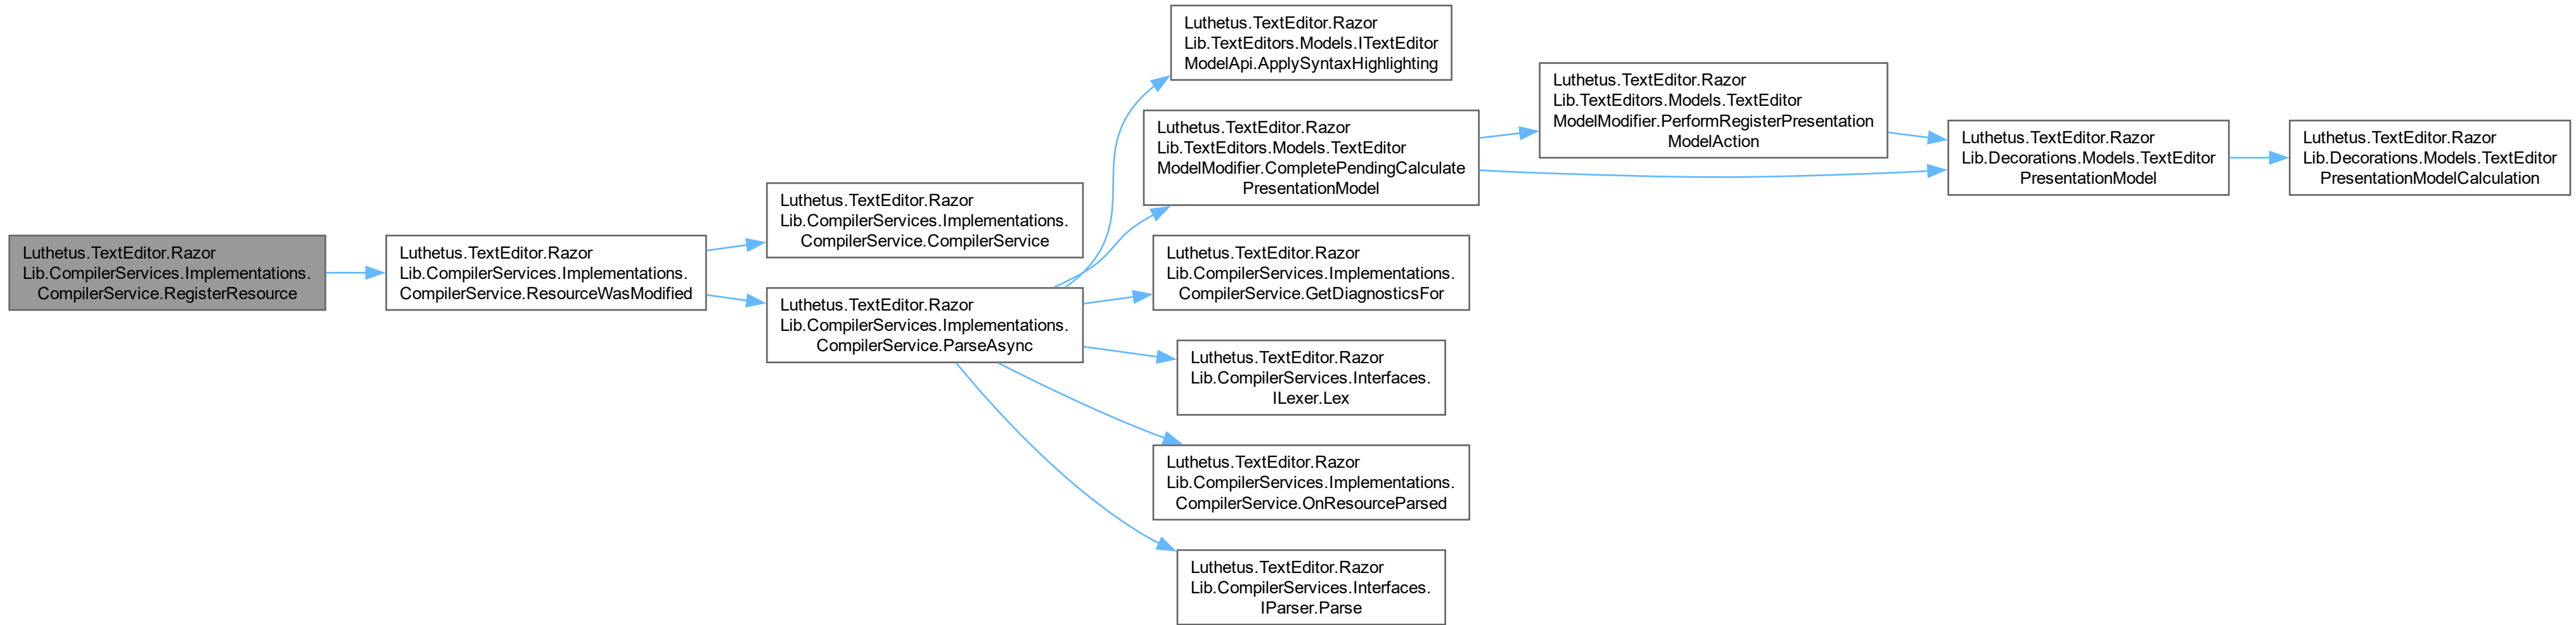 Luthetus.TextEditor.Razor
Lib.CompilerServices.Implementations.
CompilerService.RegisterResource
Luthetus.TextEditor.Razor
Lib.CompilerServices.Implementations.
CompilerService.ResourceWasModified
Luthetus.TextEditor.Razor
Lib.CompilerServices.Implementations.
CompilerService.CompilerService
Luthetus.TextEditor.Razor
Lib.CompilerServices.Implementations.
CompilerService.ParseAsync
Luthetus.TextEditor.Razor
Lib.TextEditors.Models.ITextEditor
ModelApi.ApplySyntaxHighlighting
Luthetus.TextEditor.Razor
Lib.TextEditors.Models.TextEditor
ModelModifier.CompletePendingCalculate
PresentationModel
Luthetus.TextEditor.Razor
Lib.CompilerServices.Implementations.
CompilerService.GetDiagnosticsFor
Luthetus.TextEditor.Razor
Lib.CompilerServices.Interfaces.
ILexer.Lex
Luthetus.TextEditor.Razor
Lib.CompilerServices.Implementations.
CompilerService.OnResourceParsed
Luthetus.TextEditor.Razor
Lib.CompilerServices.Interfaces.
IParser.Parse
Luthetus.TextEditor.Razor
Lib.TextEditors.Models.TextEditor
ModelModifier.PerformRegisterPresentation
ModelAction
Luthetus.TextEditor.Razor
Lib.Decorations.Models.TextEditor
PresentationModel
Luthetus.TextEditor.Razor
Lib.Decorations.Models.TextEditor
PresentationModelCalculation